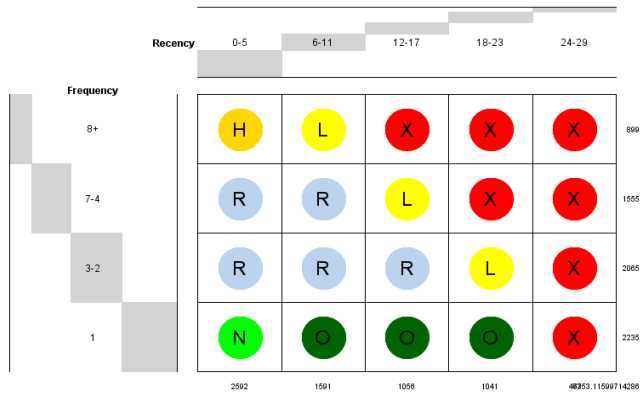 Recency 0-5 6-11 12-17 18-23 24-29
Frequency
8+ H L X X X 899
7-4 R R L X X 1555
3-2 R R R L X 2065
1 N O O O X 2235
2592 1591 1056 1041